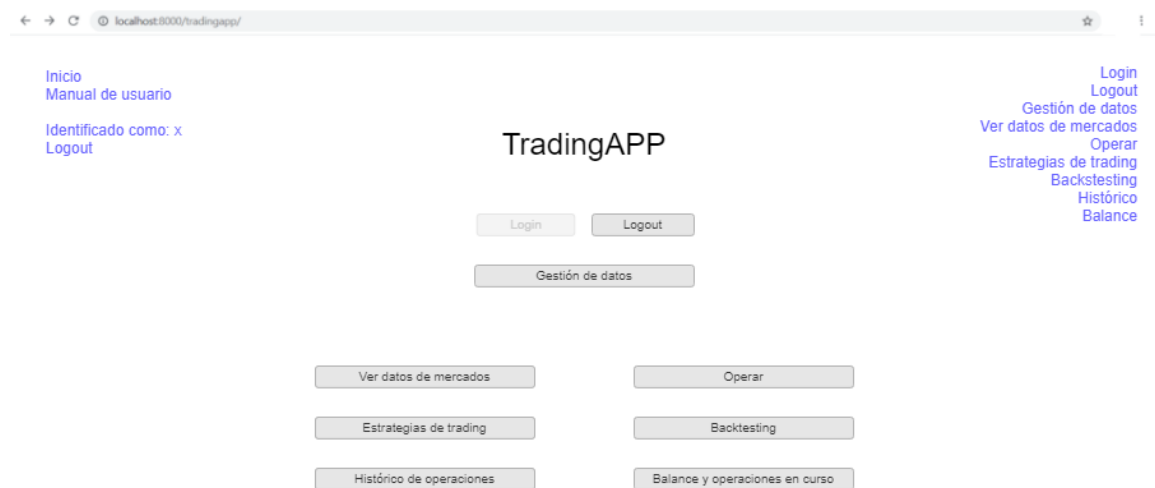 localhost:8000/tradingapp/
Inicio
Manual de usuario
Identificado como: x
Logout
Login
Logout
Gestión de datos
Ver datos de mercados
Operar
Estrategias de trading
Backstesting
Histórico
Balance
TradingAPP
Login
Logout
Gestión de datos
Ver datos de mercados
Operar
Estrategias de trading
Backtesting
Histórico de operaciones
Balance y operaciones en curso